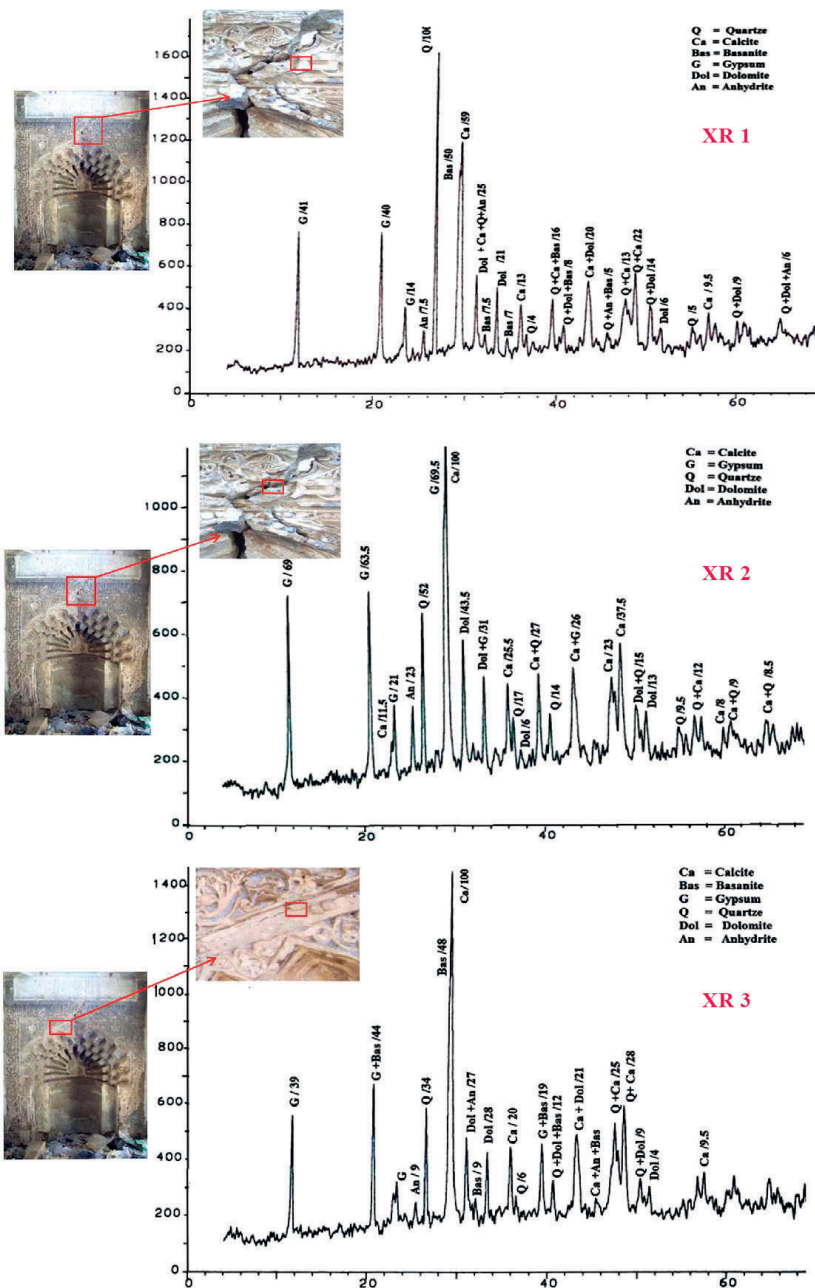 Q = Quartze
Ca = Calcite
Bas = Basanite
G = Gypsum
Dol = Dolomite
An = Anhydrite
XR 1
1600
1400
1200
1000
800
600
400
200
0
G /41
G /40
G /14
An /7.5
Q /10(
Bas /50
Ca /59
Dol + Ca +Q+An /25
Bas /7.5
Dol /21
Bas /7
Ca /13
Q /4
Q +Ca +Bas /16
Q +Dol +Bas /8
Ca +Dol /20
Q +An +Bas /5
Q +Ca /13
Q +Ca /22
Q +Dol /14
Dol /6
Q /5
Ca / 9.5
Q +Dol /9
Q +Dol +An /6
20
40
60
Ca = Calcite
G = Gypsum
Q = Quartze
Dol = Dolomite
An = Anhydrite
XR 2
1000
800
600
400
200
0
G / 69
G /63.5
Ca /11.5
G / 21
An / 23
Q /52
G /69.5
Ca /100
Dol /43.5
Dol +G /31
Ca /25.5
Q /17
Dol /6
Ca +Q /27
Q /14
Ca +G /26
Ca / 23
Ca /37.5
Dol +Q /15
Dol /13
Q /9.5
Q +Ca /12
Ca /8
Ca +Q /9
Ca +Q /8.5
20
40
60
Ca = Calcite
Bas = Basanite
G = Gypsum
Q = Quartze
Dol = Dolomite
An = Anhydrite
XR 3
1400
1200
1000
800
600
400
200
0
G / 39
G +Bas /44
G
An / 9
Q /34
Bas /48
Ca/100
Dol +An /27
Bas / 9
Dol /28
Ca / 20
Q /6
G +Bas /19
Q +Dol +Bas /12
Ca + Dol /21
Ca +An +Bas
Q +Ca /25
Q+ Ca /28
Q +Dol /9
Dol /4
Ca /9.5
0
20
40
60